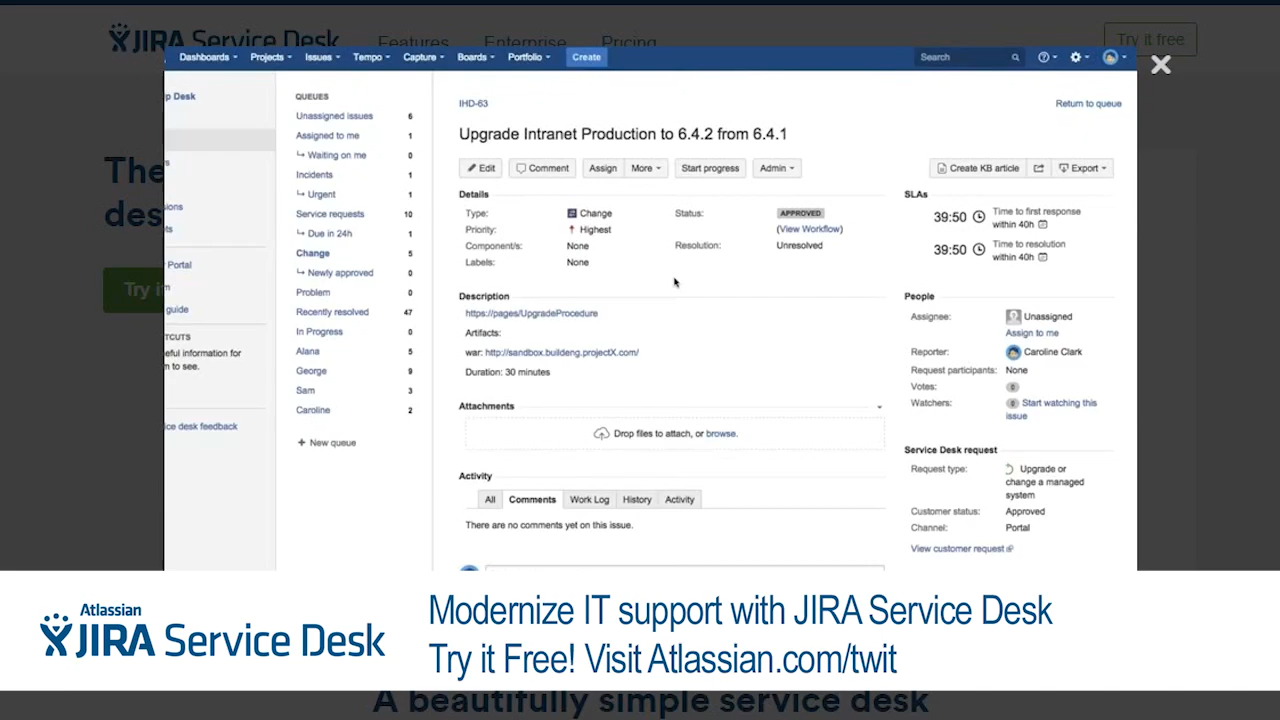 JIRA Service Desk
Features
Enterprise
Pricing
Try it free
Dashboards
Projects
Issues
Tempo
Capture
Boards
Portfolio
Create
Search
The
des
Try i
p Desk
Portal
guide
eful information for
m to see.
ce desk feedback
QUEUES
Unassigned issues 6
Assigned to me 1
Waiting on me 0
Incidents 1
Urgent 1
Service requests 10
Due in 24h 1
Change 5
Newly approved 0
Problem 0
Recently resolved 47
In Progress 0
Alana 5
George 9
Sam 3
Caroline 2
+ New queue
IHD-63
Return to queue
Upgrade Intranet Production to 6.4.2 from 6.4.1
Edit
Comment
Assign
More
Start progress
Admin
Create KB article
Export
Details
Type: Change
Status: APPROVED
Priority: Highest
(View Workflow)
Component/s: None
Resolution: Unresolved
Labels: None
Description
https://pages/UpgradeProcedure
Artifacts:
war: http://sandbox.buildeng.projectX.com/
Duration: 30 minutes
Attachments
Drop files to attach, or browse.
Activity
All
Comments
Work Log
History
Activity
There are no comments yet on this issue.
SLAs
39:50
Time to first response
within 40h
39:50
Time to resolution
within 40h
People
Assignee: Unassigned
Assign to me
Reporter: Caroline Clark
Request participants: None
Votes: 0
Watchers: 0 Start watching this
issue
Service Desk request
Request type: Upgrade or
change a managed
system
Customer status: Approved
Channel: Portal
View customer request
Atlassian
JIRA Service Desk
Modernize IT support with JIRA Service Desk
Try it Free! Visit Atlassian.com/twit
A beautifully simple service desk